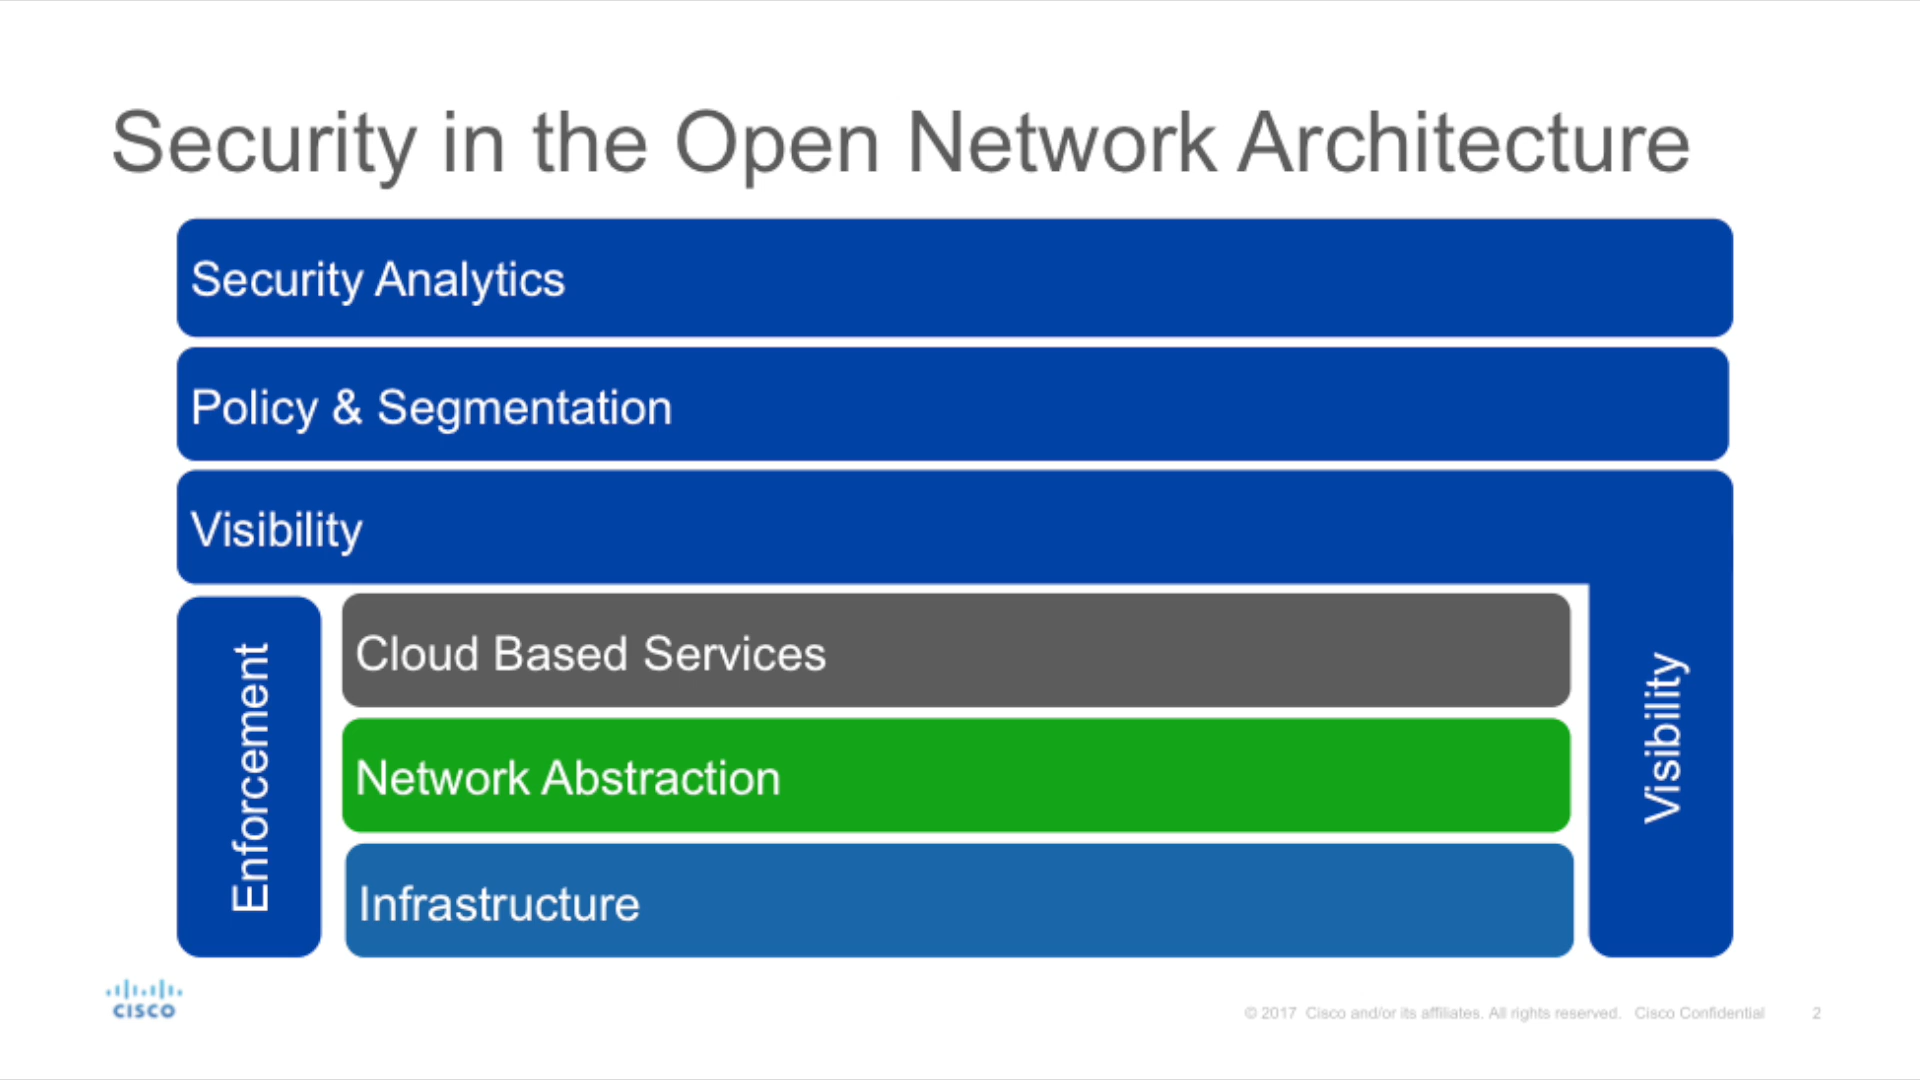 Security in the Open Network Architecture
Security Analytics
Policy & Segmentation
Visibility
Enforcement
Cloud Based Services
Network Abstraction
Infrastructure
Visibility
CISCO
© 2017 Cisco and/or its affiliates. All rights reserved. Cisco Confidential 2